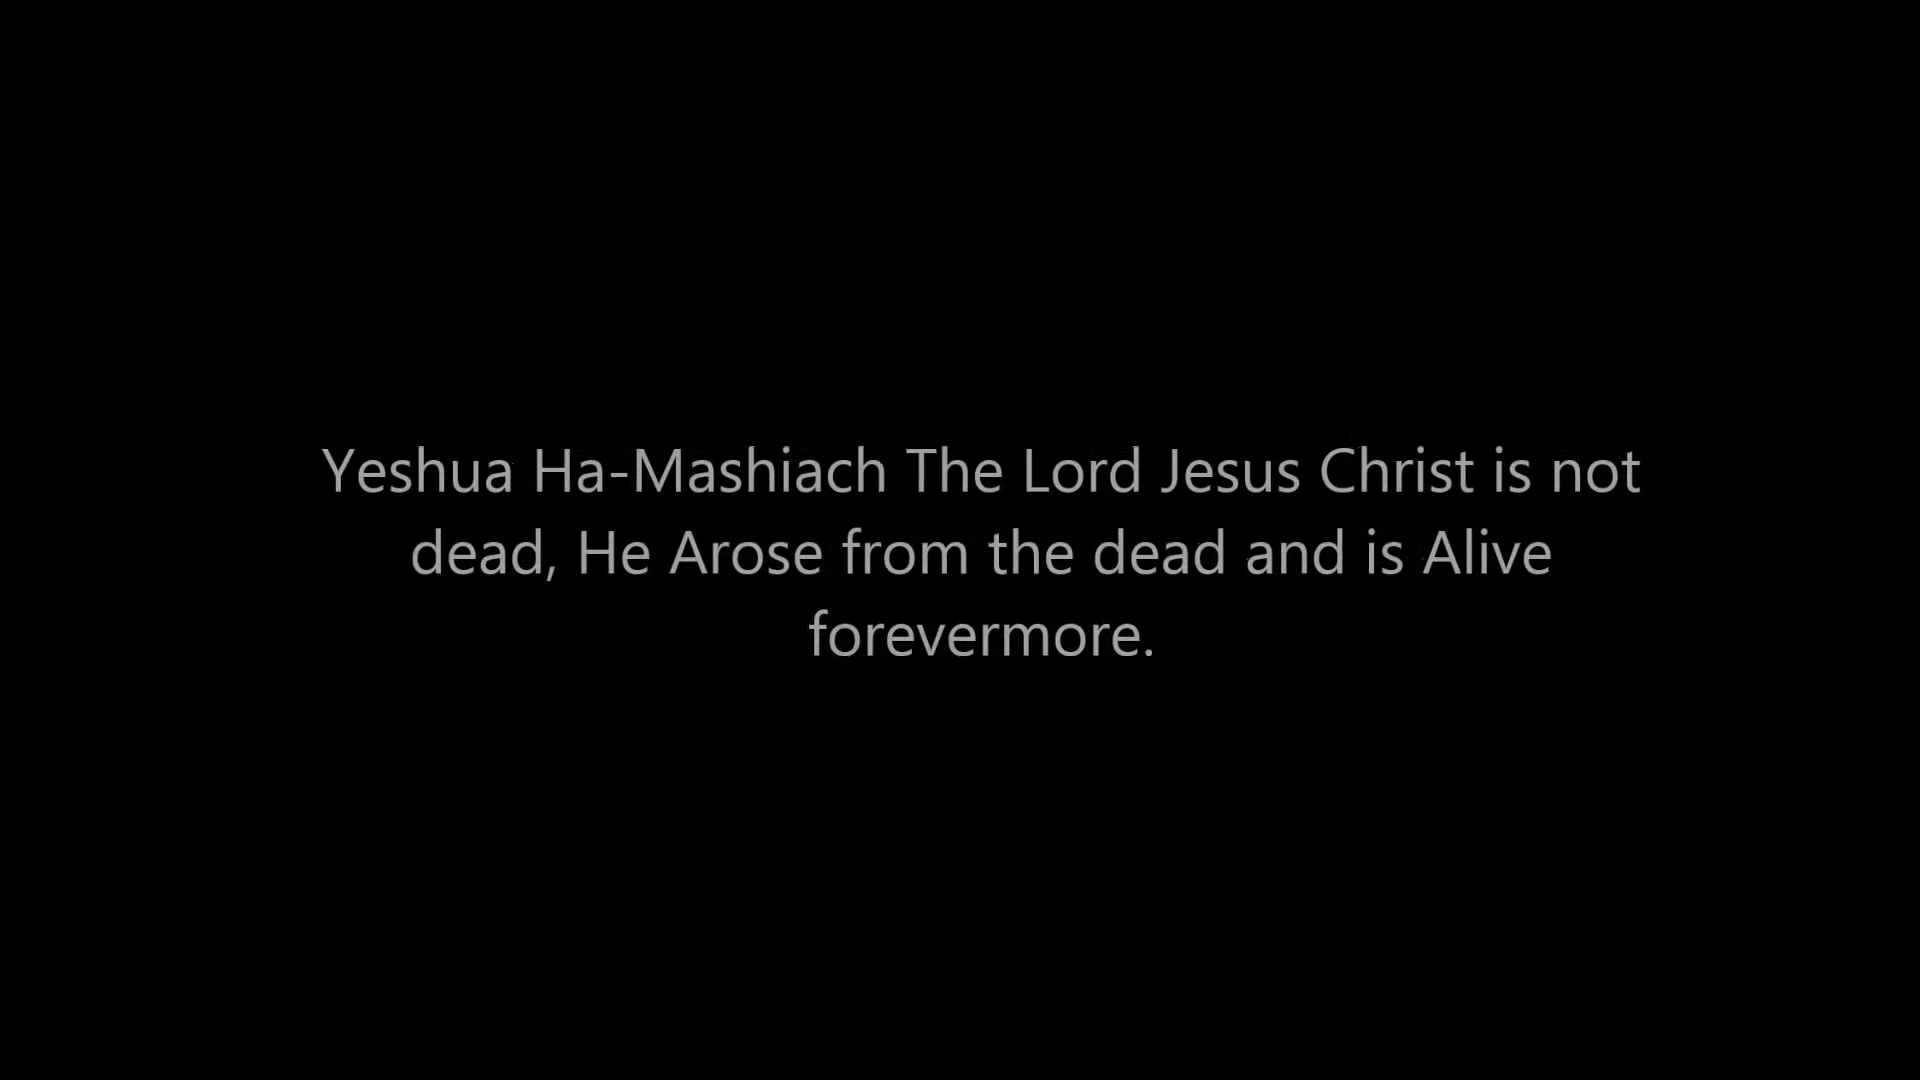 Yeshua Ha-Mashiach The Lord Jesus Christ is not
dead, He Arose from the dead and is Alive
forevermore.